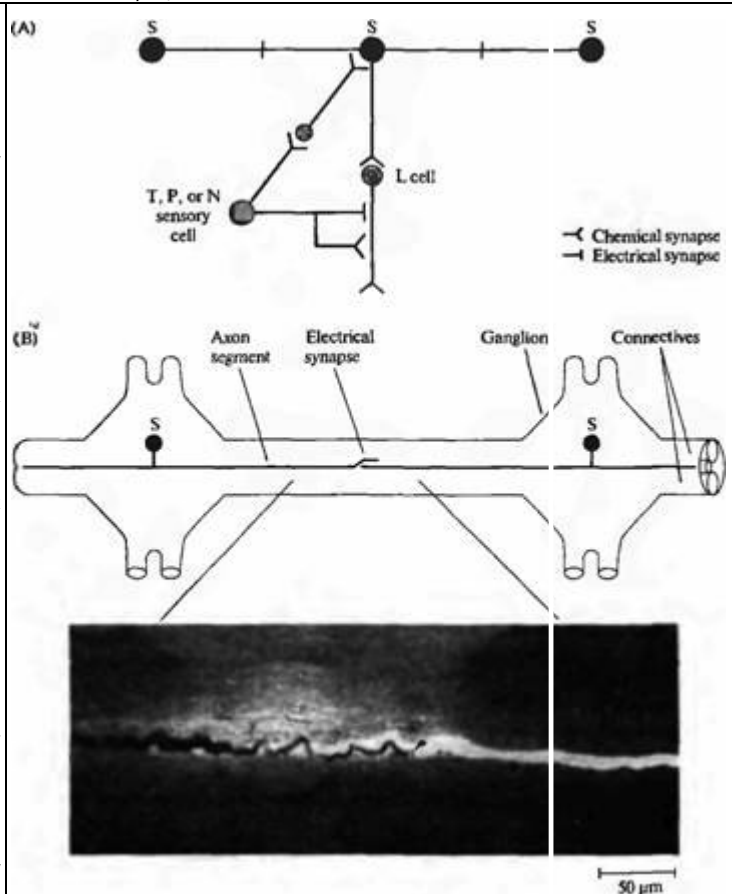 (A)
S S S
L cell
T, P, or N
sensory
cell
Chemical synapse
Electrical synapse
(B)
Axon segment
Electrical synapse
Ganglion
Connectives
S S
50 μm